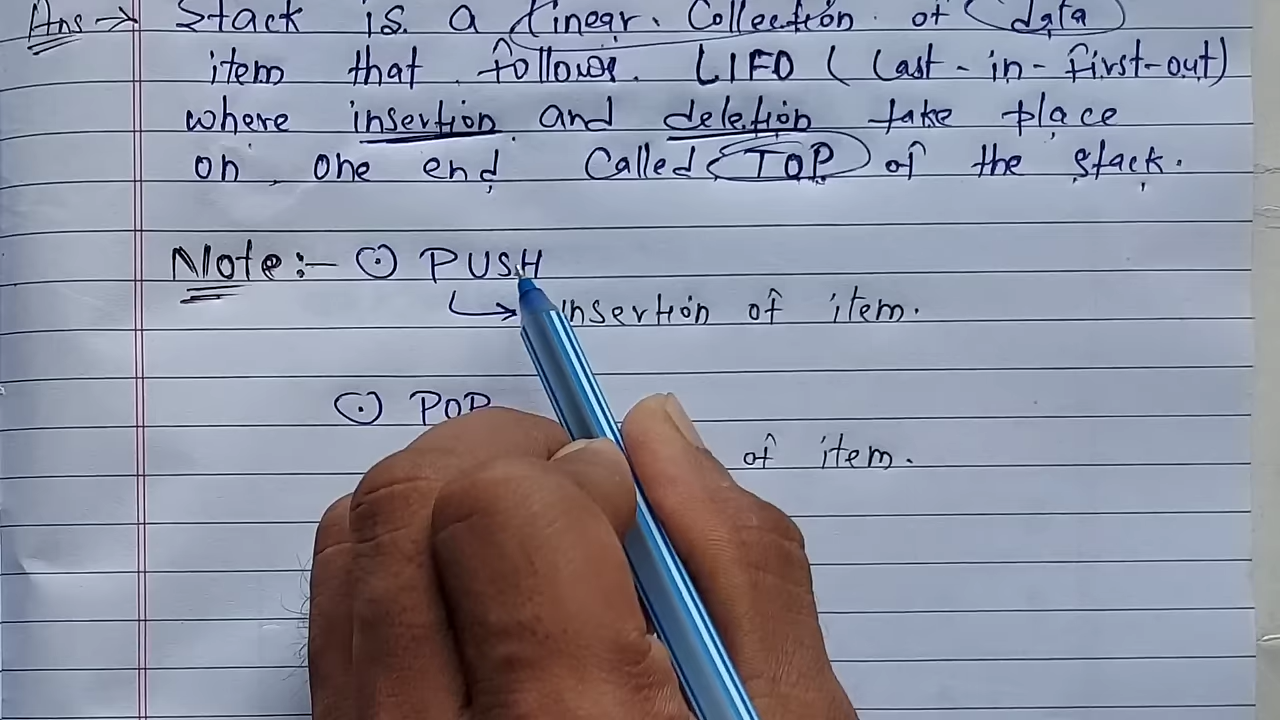 Ans → Stack is a linear Collection of data
item that follows LIFO (Last-in-first-out)
where insertion and deletion take place
on one end Called TOP of the stack.
Note:- ⊙ PUSH
↳ insertion of item.
⊙ POP
of item.